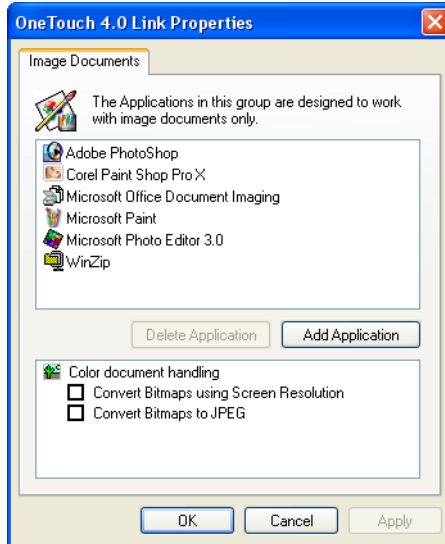 OneTouch 4.0 Link Properties
Image Documents
The Applications in this group are designed to work
with image documents only.
Adobe PhotoShop
Corel Paint Shop Pro X
Microsoft Office Document Imaging
Microsoft Paint
Microsoft Photo Editor 3.0
WinZip
Delete Application
Add Application
Color document handling
Convert Bitmaps using Screen Resolution
Convert Bitmaps to JPEG
OK
Cancel
Apply